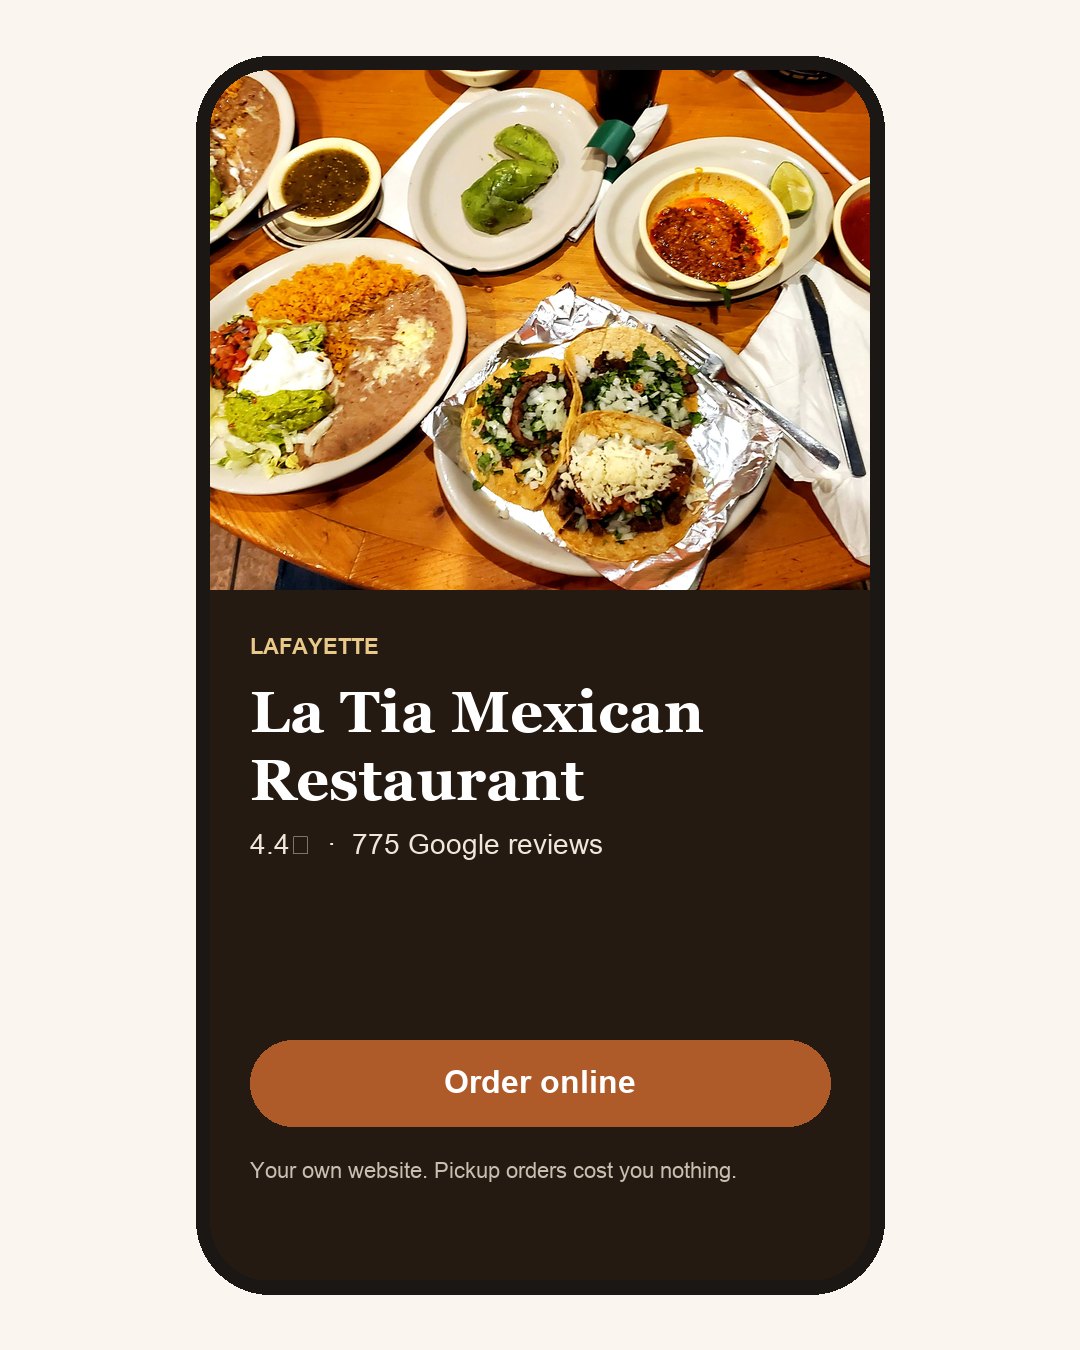 LAFAYETTE
La Tia Mexican
Restaurant
4.4□ · 775 Google reviews
Order online
Your own website. Pickup orders cost you nothing.